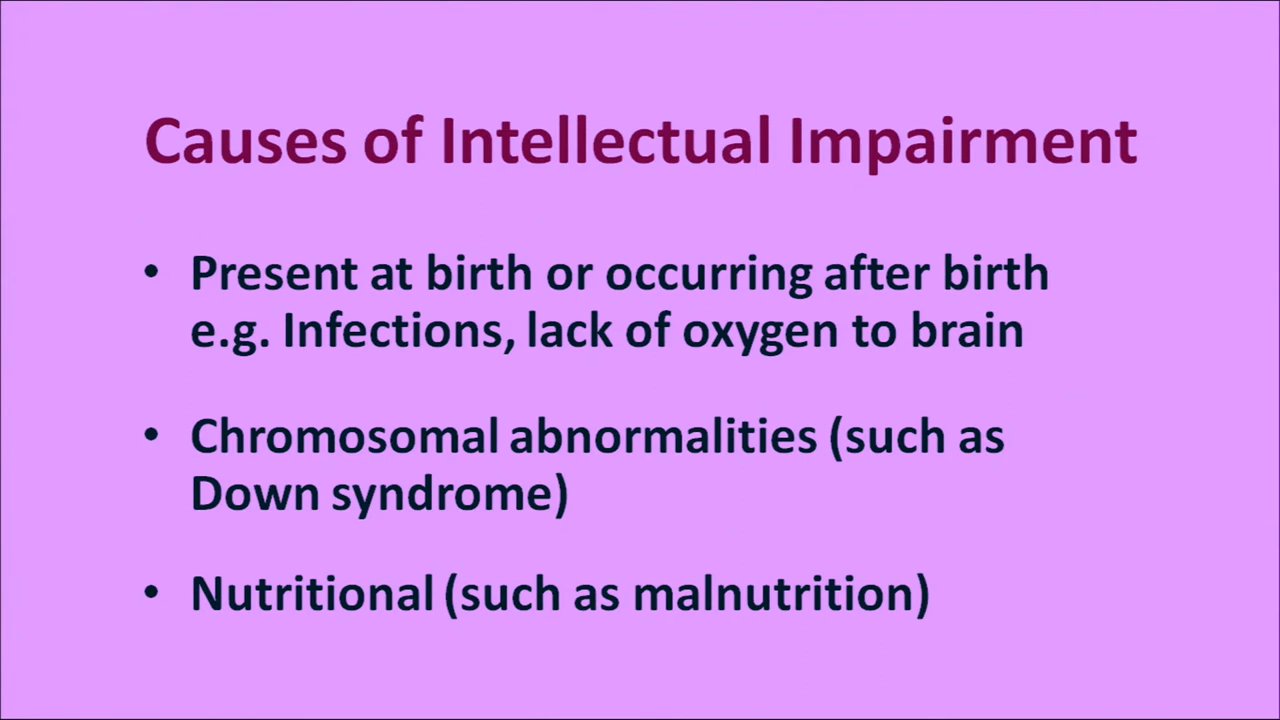 Causes of Intellectual Impairment
• Present at birth or occurring after birth
e.g. Infections, lack of oxygen to brain
• Chromosomal abnormalities (such as
Down syndrome)
• Nutritional (such as malnutrition)